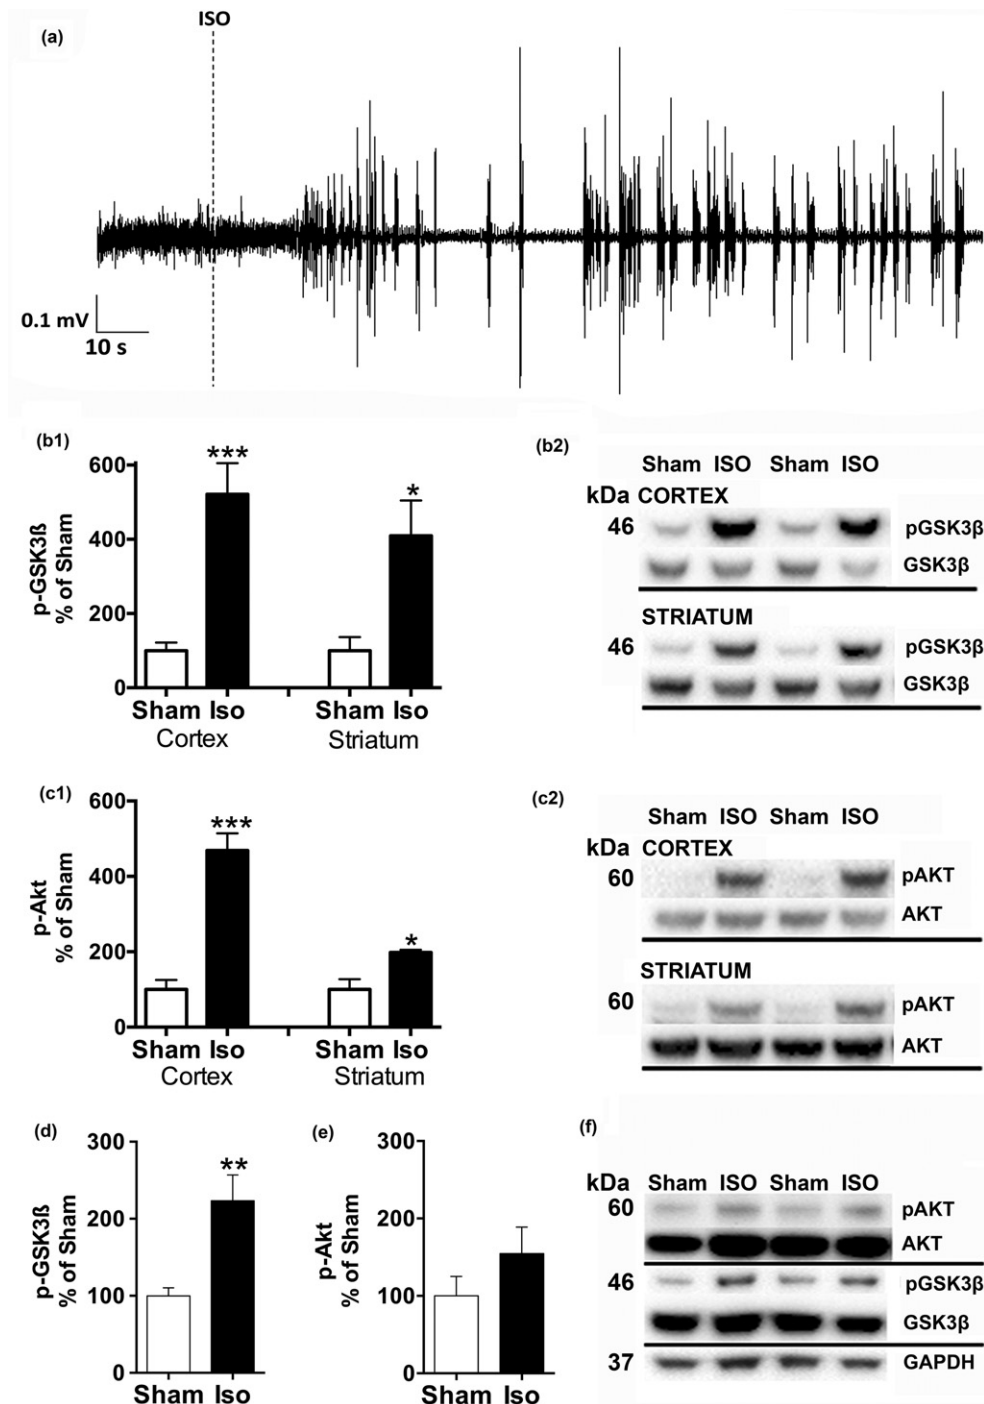 (a)
ISO
0.1 mV
10 s
(b1)
p-GSK3ß
% of Sham
600
400
200
0
***
*
Sham Iso Sham Iso
Cortex Striatum
(b2)
Sham ISO Sham ISO
kDa CORTEX
46 pGSK3β
GSK3β
STRIATUM
46 pGSK3β
GSK3β
(c1)
p-Akt
% of Sham
600
400
200
0
***
*
Sham Iso Sham Iso
Cortex Striatum
(c2)
Sham ISO Sham ISO
kDa CORTEX
60 pAKT
AKT
STRIATUM
60 pAKT
AKT
(d)
p-GSK3ß
% of Sham
300
200
100
0
**
Sham Iso
(e)
p-Akt
% of Sham
300
200
100
0
Sham Iso
(f)
kDa Sham ISO Sham ISO
60 pAKT
AKT
46 pGSK3β
GSK3β
37 GAPDH